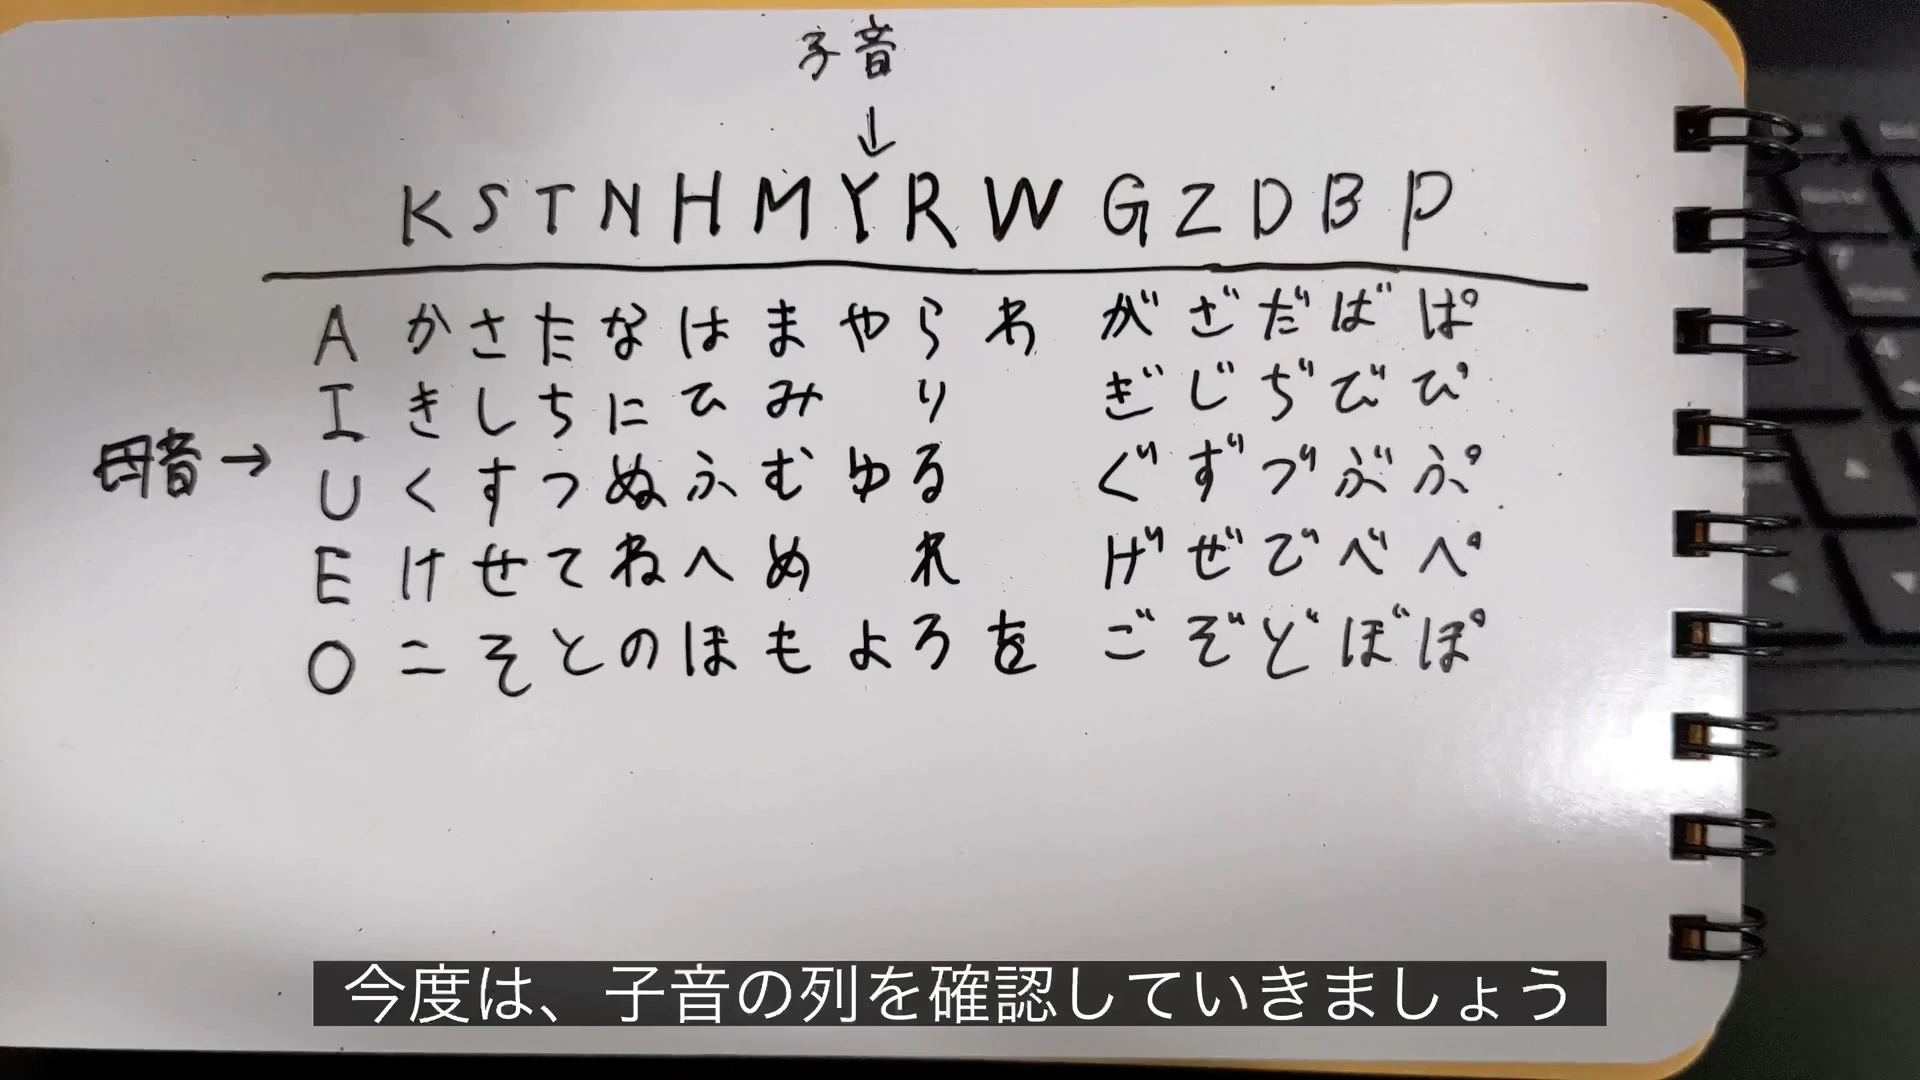 子音
↓
K S T N H M Y R W G Z D B P
A か さ た な は ま や ら わ が ざ だ ば ぱ
I き し ち に ひ み り ぎ じ ぢ び ぴ
母音→
U く す つ ぬ ふ む ゆ る ぐ ず づ ぶ ぷ
E け せ て ね へ め れ げ ぜ で べ ぺ
O こ そ と の ほ も よ ろ を ご ぞ ど ぼ ぽ
今度は、子音の列を確認していきましょう